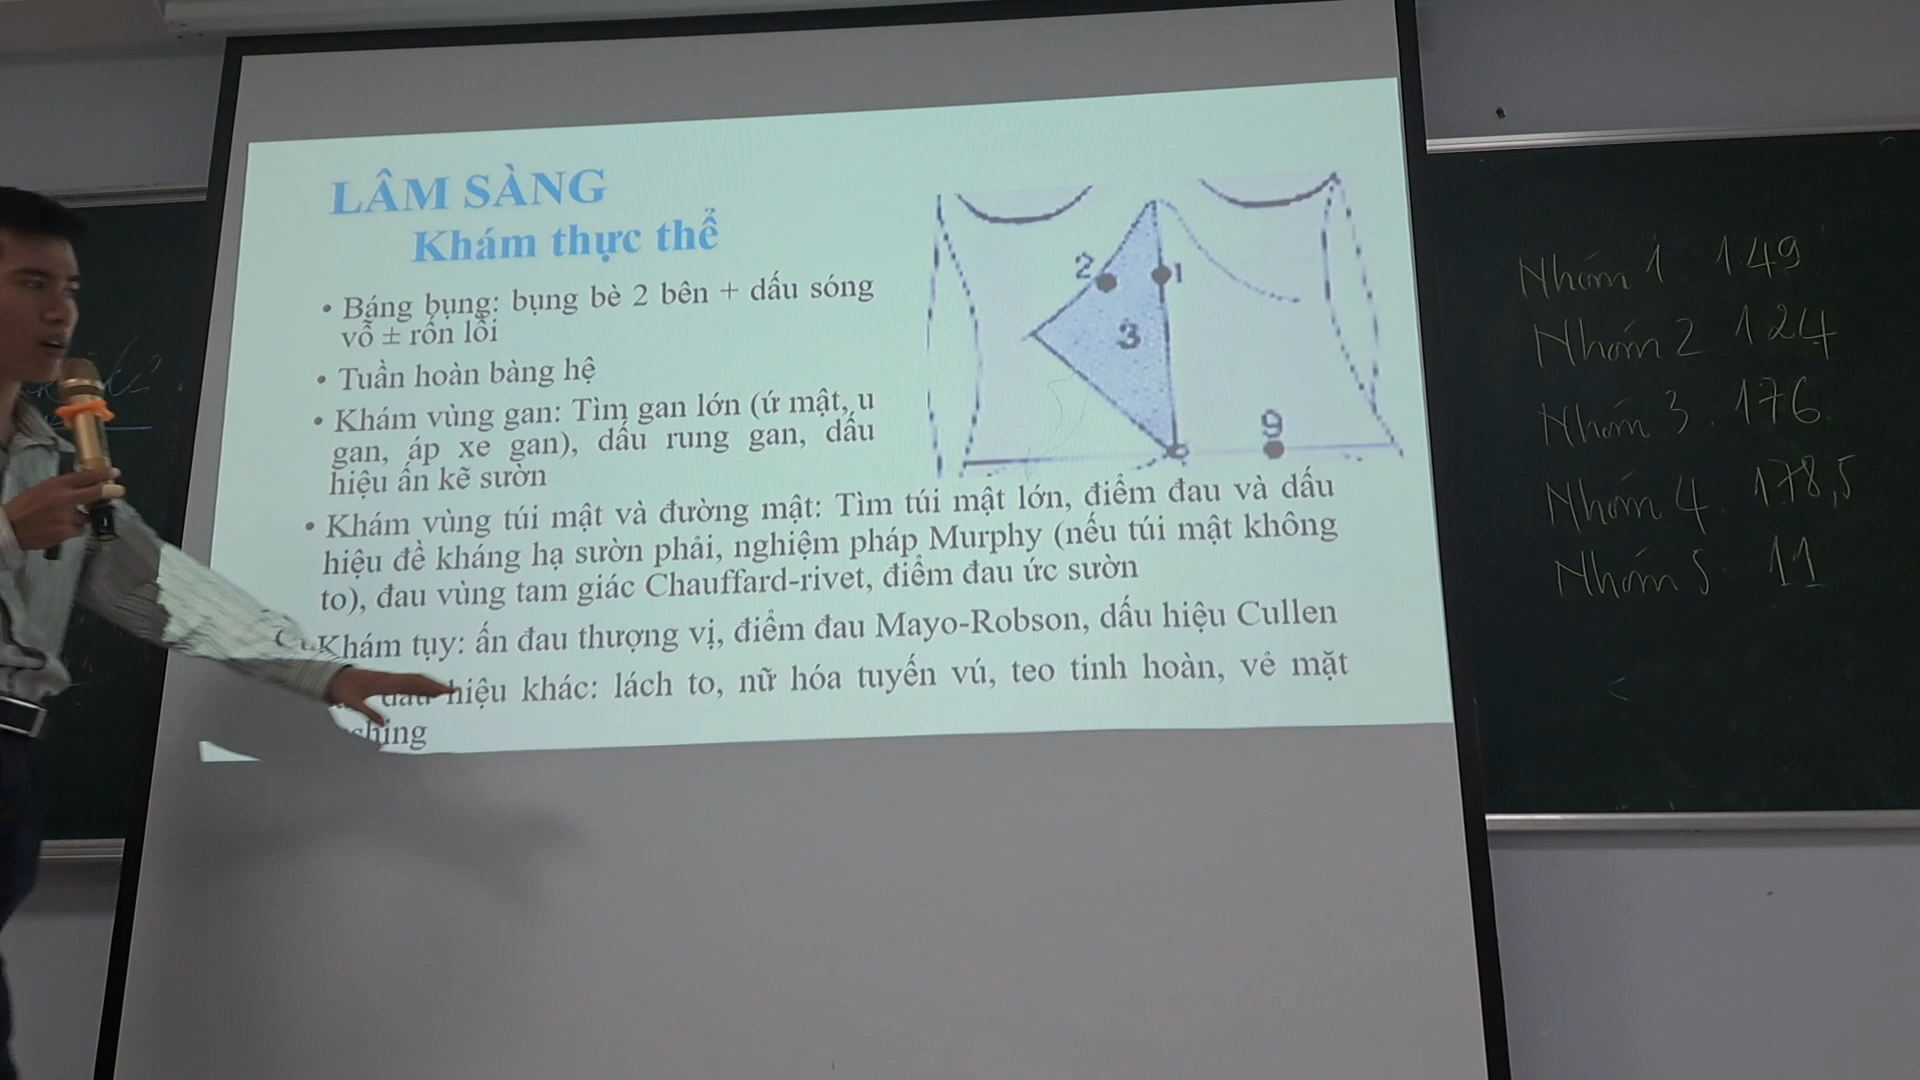 LÂM SÀNG
Khám thực thể
• Báng bụng: bụng bè 2 bên + dấu sóng
vỗ ± rốn lồi
• Tuần hoàn bàng hệ
• Khám vùng gan: Tìm gan lớn (ứ mật, u
gan, áp xe gan), dấu rung gan, dấu
hiệu ấn kẽ sườn
• Khám vùng túi mật và đường mật: Tìm túi mật lớn, điểm đau và dấu
hiệu đề kháng hạ sườn phải, nghiệm pháp Murphy (nếu túi mật không
to), đau vùng tam giác Chauffard-rivet, điểm đau ức sườn
Khám tụy: ấn đau thượng vị, điểm đau Mayo-Robson, dấu hiệu Cullen
dấu hiệu khác: lách to, nữ hóa tuyến vú, teo tinh hoàn, vẻ mặt
shing
2
1
3
9
Nhóm 1. 149
Nhóm 2 124
Nhóm 3. 176
Nhóm 4. 178,5
Nhóm 5. 11